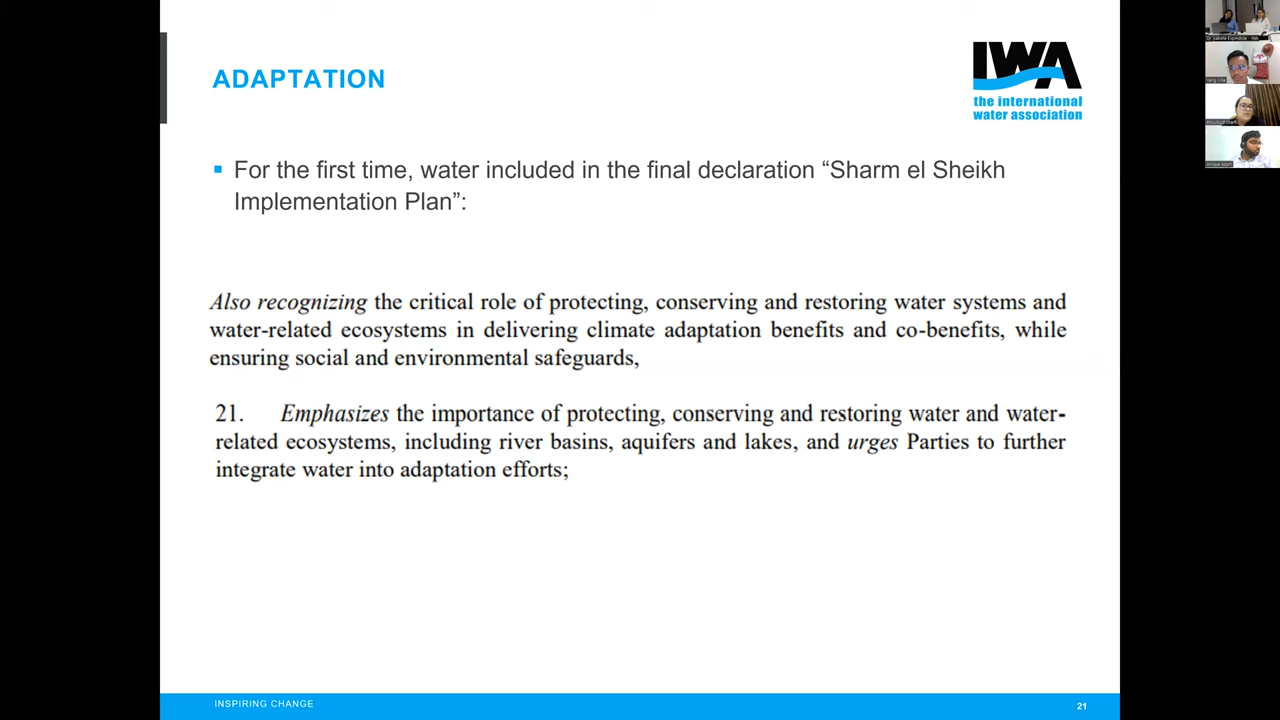 ADAPTATION
IWA
the international
water association
▪ For the first time, water included in the final declaration “Sharm el Sheikh
Implementation Plan”:
Also recognizing the critical role of protecting, conserving and restoring water systems and
water-related ecosystems in delivering climate adaptation benefits and co-benefits, while
ensuring social and environmental safeguards,
21. Emphasizes the importance of protecting, conserving and restoring water and water-
related ecosystems, including river basins, aquifers and lakes, and urges Parties to further
integrate water into adaptation efforts;
INSPIRING CHANGE
21